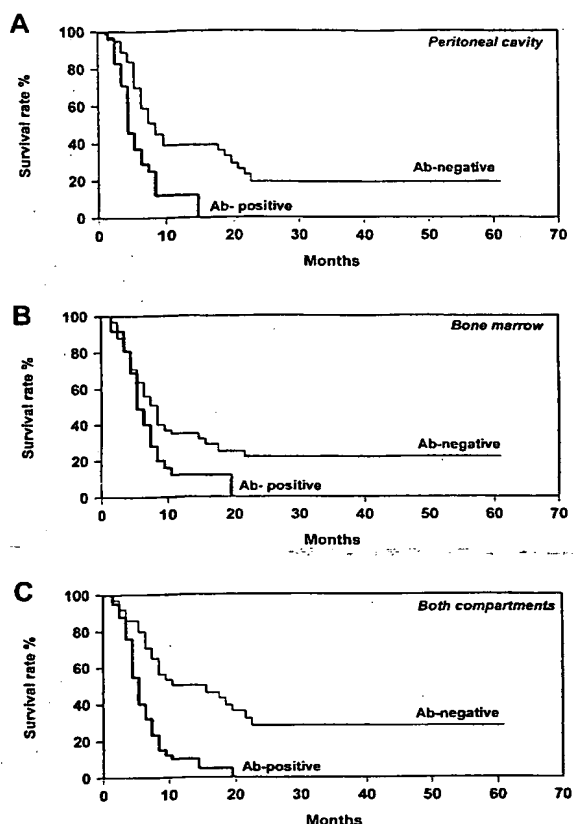 A
Peritoneal cavity
Survival rate %
100
80
60
40
20
0
Ab-negative
Ab- positive
0 10 20 30 40 50 60 70
Months
B
Bone marrow
Survival rate %
100
80
60
40
20
0
Ab-negative
Ab- positive
0 10 20 30 40 50 60 70
Months
C
Both compartments
Survival rate %
100
80
60
40
20
0
Ab-negative
Ab-positive
0 10 20 30 40 50 60 70
Months